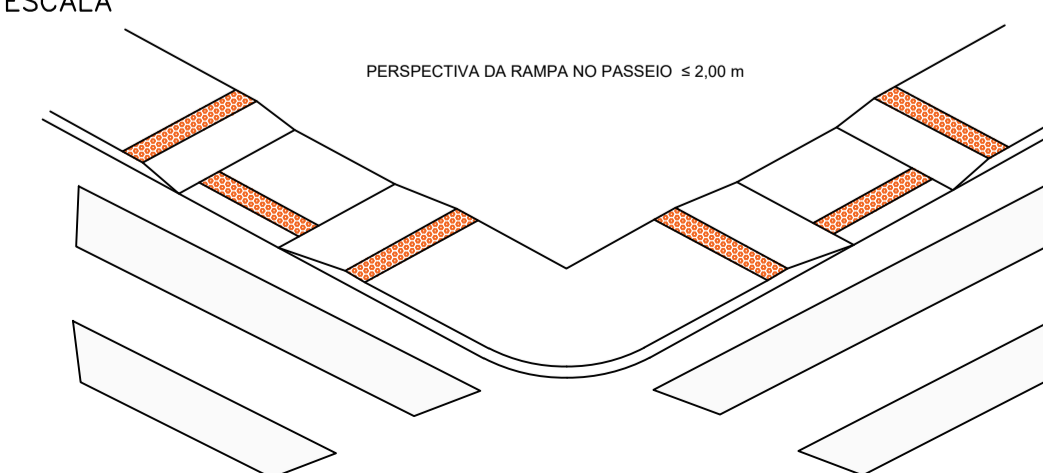 ESCALA
PERSPECTIVA DA RAMPA NO PASSEIO ≤ 2,00 m